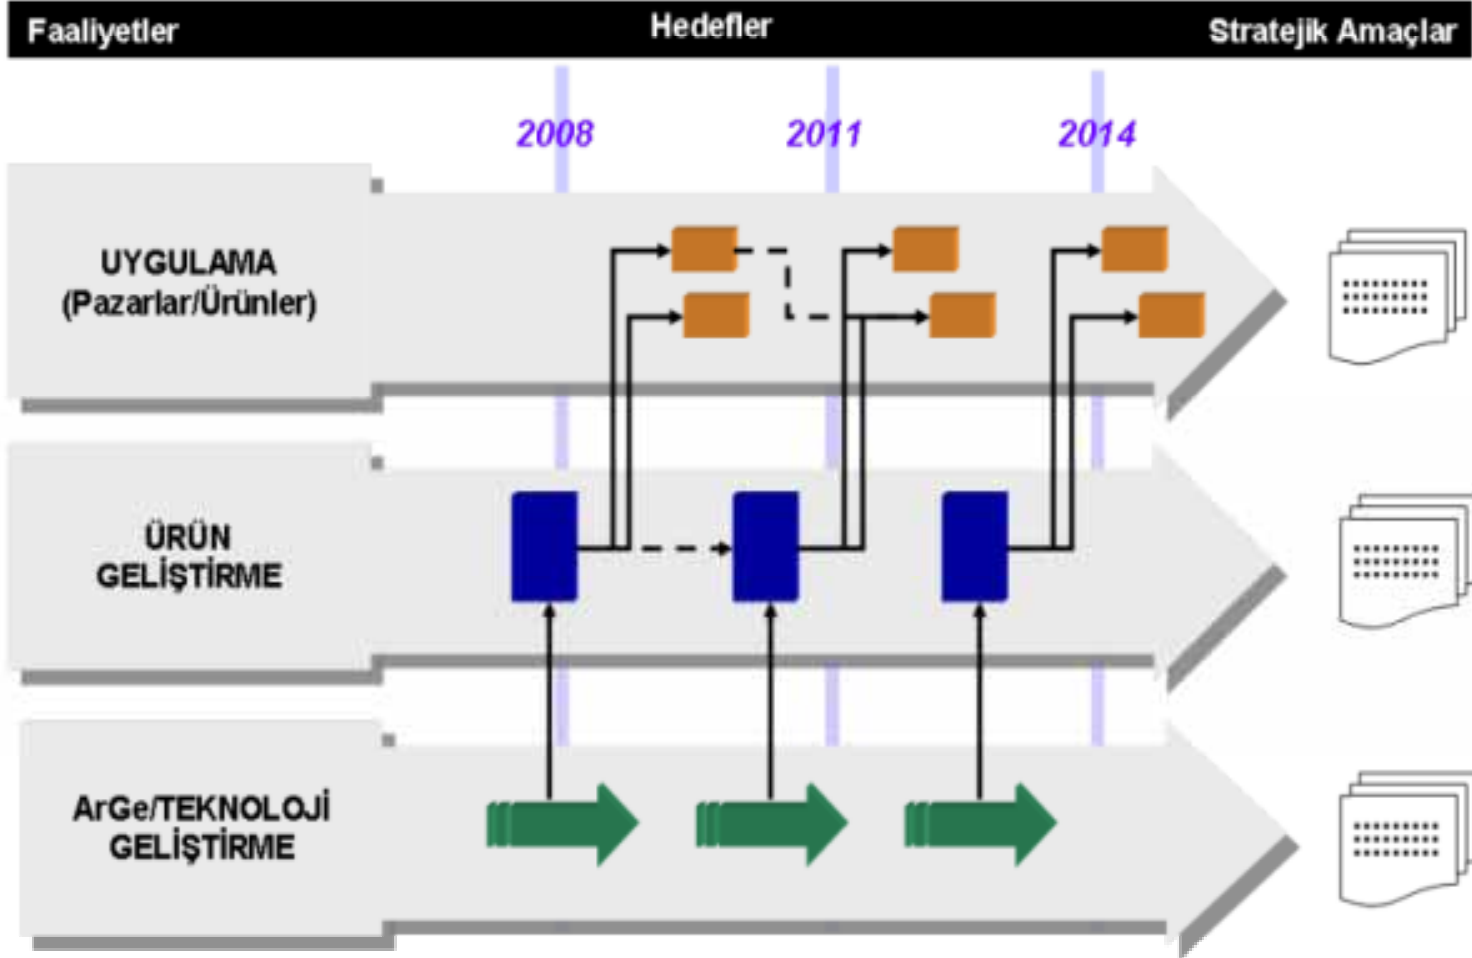 Faaliyetler
Hedefler
Stratejik Amaçlar
2008
2011
2014
UYGULAMA
(Pazarlar/Ürünler)
ÜRÜN
GELİŞTİRME
ArGe/TEKNOLOJİ
GELİŞTİRME